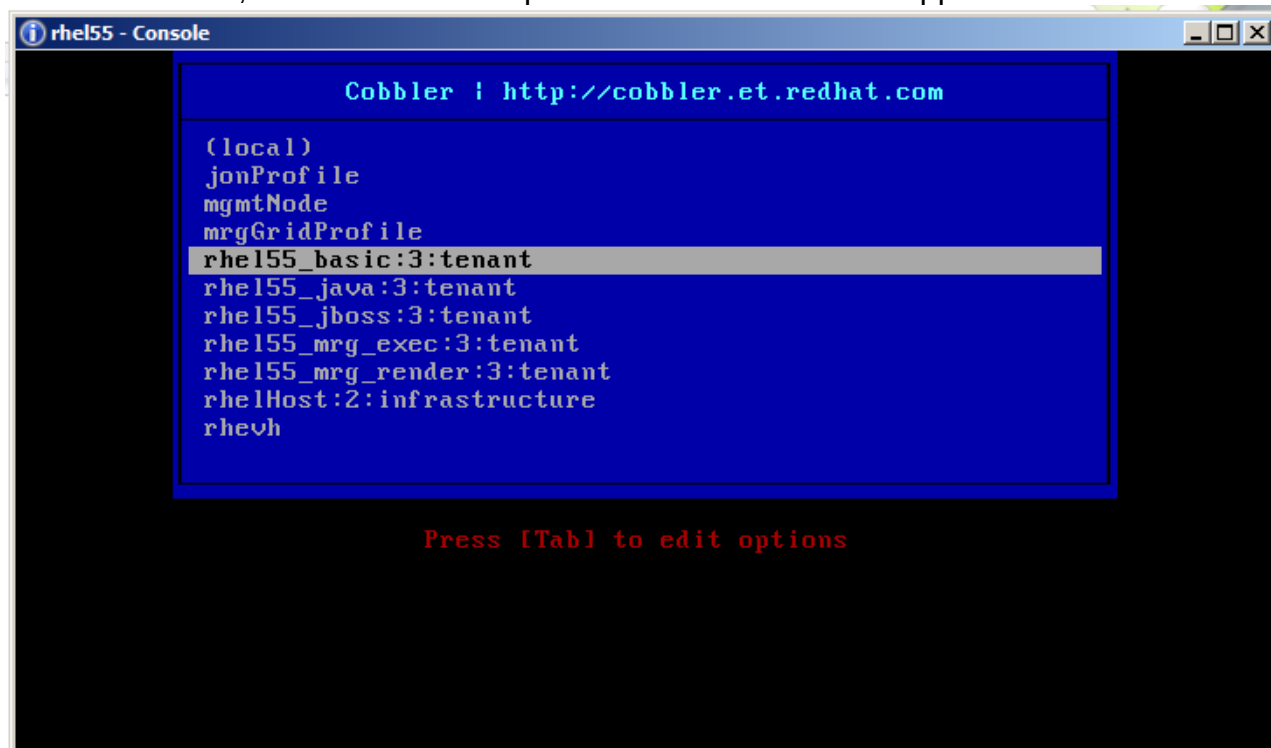 rhel55 - Console
Cobbler | http://cobbler.et.redhat.com
(local)
jonProfile
mgmtNode
mrgGridProfile
rhel55_basic:3:tenant
rhel55_java:3:tenant
rhel55_jboss:3:tenant
rhel55_mrg_exec:3:tenant
rhel55_mrg_render:3:tenant
rhelHost:2:infrastructure
rhevh
Press [Tab] to edit options